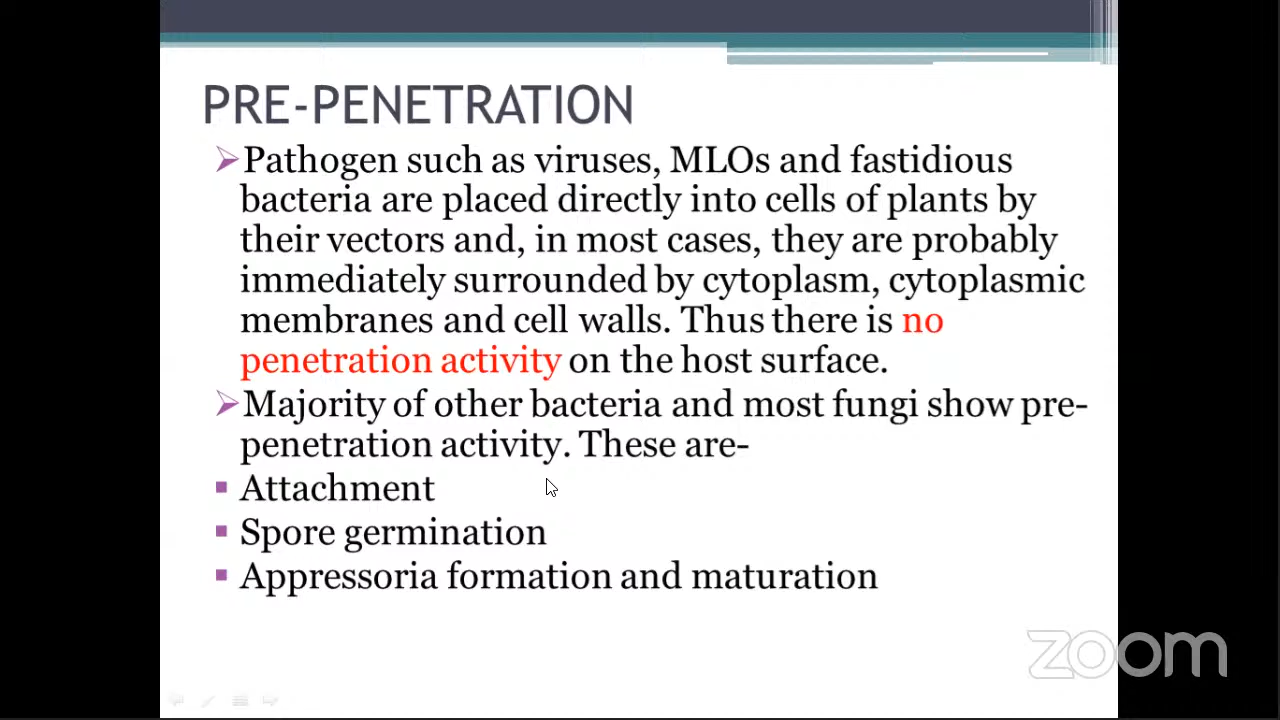 PRE-PENETRATION
➢Pathogen such as viruses, MLOs and fastidious
bacteria are placed directly into cells of plants by
their vectors and, in most cases, they are probably
immediately surrounded by cytoplasm, cytoplasmic
membranes and cell walls. Thus there is no
penetration activity on the host surface.
➢Majority of other bacteria and most fungi show pre-
penetration activity. These are-
▪ Attachment
▪ Spore germination
▪ Appressoria formation and maturation
zoom